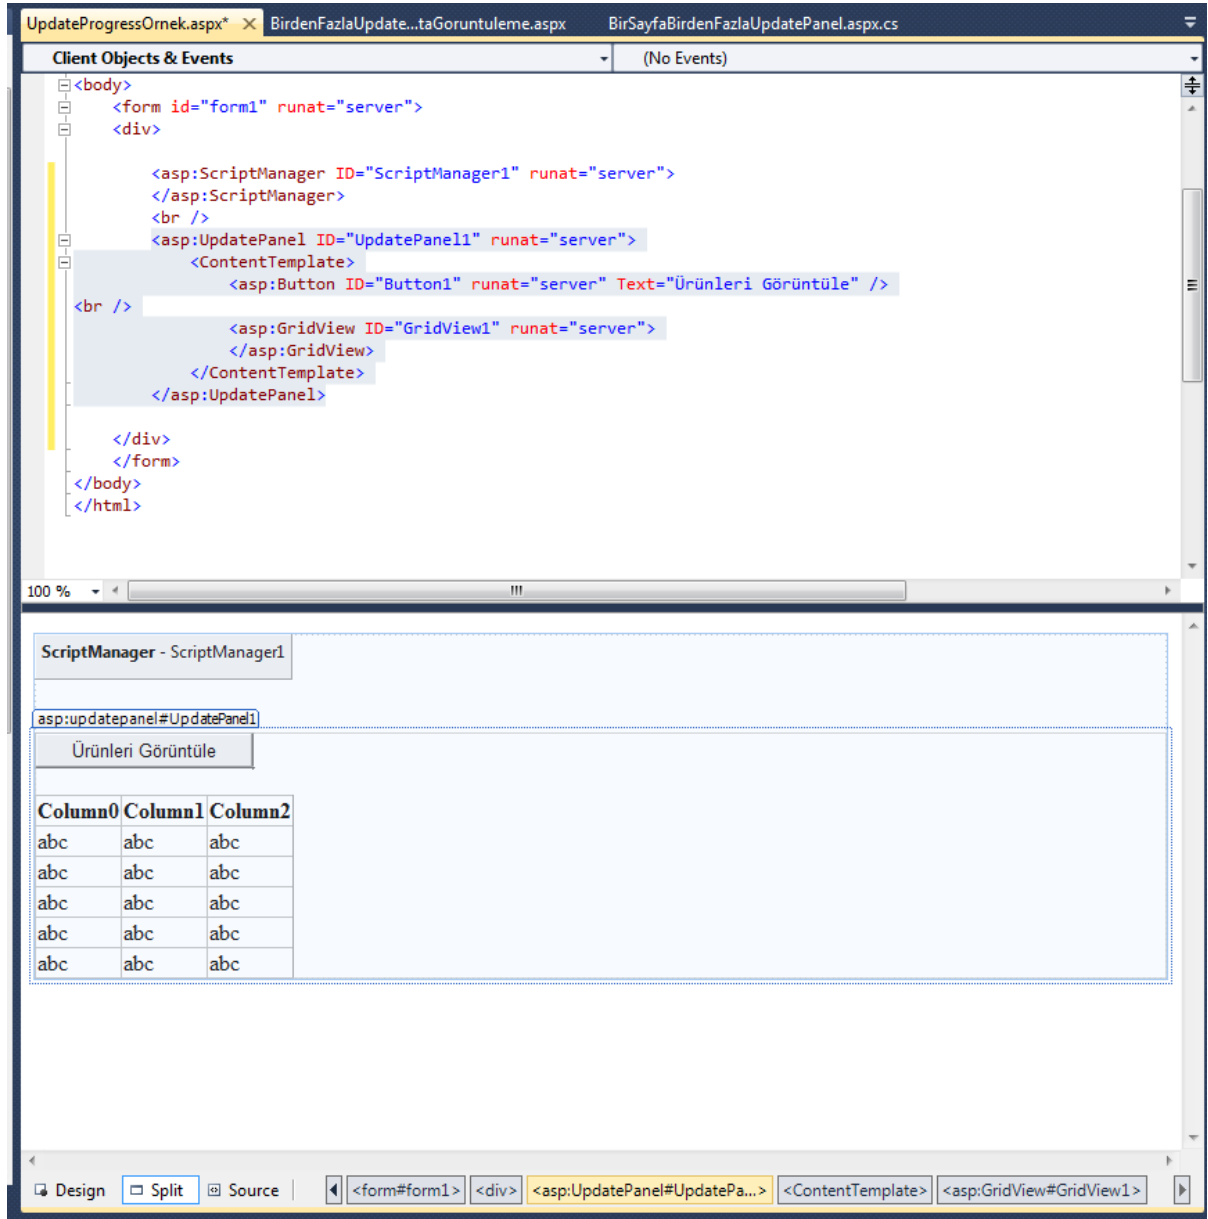 UpdateProgressOrnek.aspx* × BirdenFazlaUpdate...taGoruntuleme.aspx BirSayfaBirdenFazlaUpdatePanel.aspx.cs
Client Objects & Events (No Events)
<body>
<form id="form1" runat="server">
<div>
<asp:ScriptManager ID="ScriptManager1" runat="server">
</asp:ScriptManager>
<br />
<asp:UpdatePanel ID="UpdatePanel1" runat="server">
<ContentTemplate>
<asp:Button ID="Button1" runat="server" Text="Ürünleri Görüntüle" />
<br />
<asp:GridView ID="GridView1" runat="server">
</asp:GridView>
</ContentTemplate>
</asp:UpdatePanel>
</div>
</form>
</body>
</html>
100 %
ScriptManager - ScriptManager1
asp:updatepanel#UpdatePanel1
Ürünleri Görüntüle
Column0 Column1 Column2
abc abc abc
abc abc abc
abc abc abc
abc abc abc
abc abc abc
Design Split Source <form#form1> <div> <asp:UpdatePanel#UpdatePa...> <ContentTemplate> <asp:GridView#GridView1>